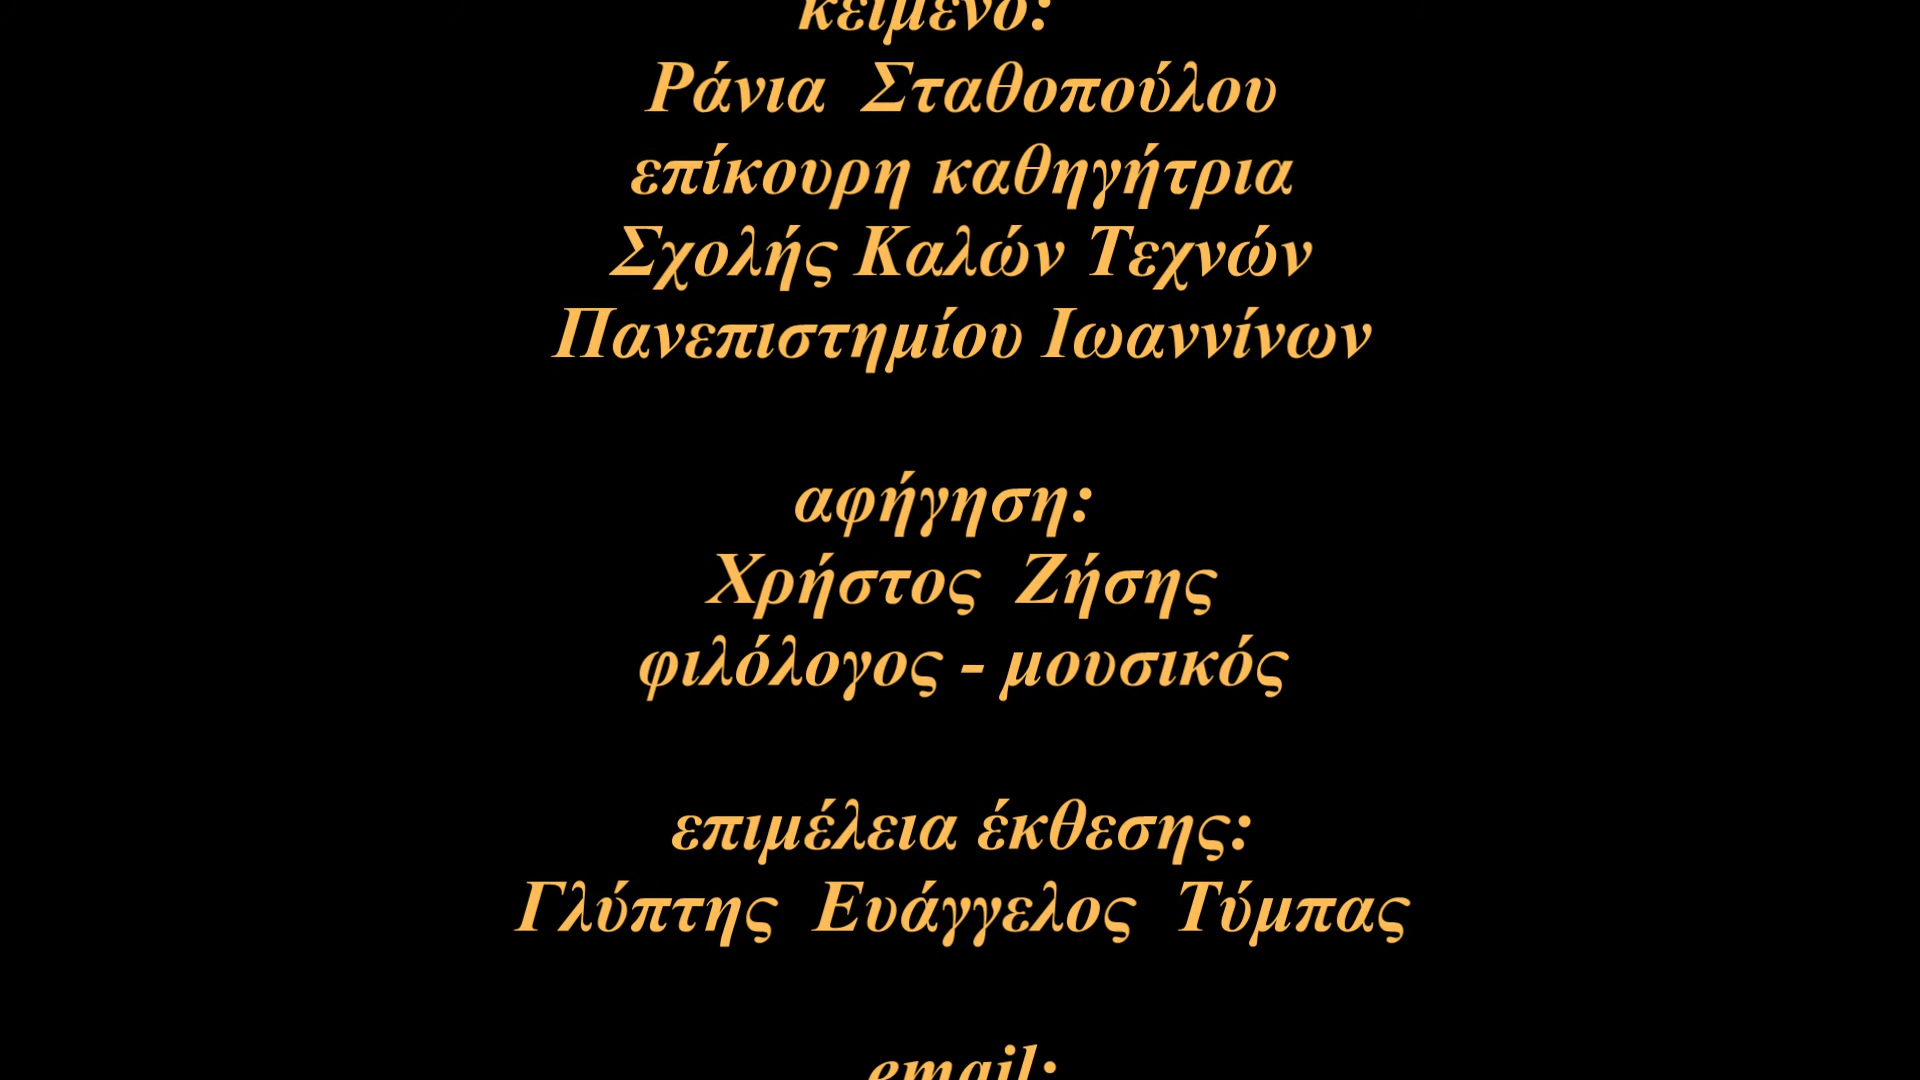 κείμενο:
Ράνια Σταθοπούλου
επίκουρη καθηγήτρια
Σχολής Καλών Τεχνών
Πανεπιστημίου Ιωαννίνων
αφήγηση:
Χρήστος Ζήσης
φιλόλογος - μουσικός
επιμέλεια έκθεσης:
Γλύπτης Ευάγγελος Τύμπας
email: